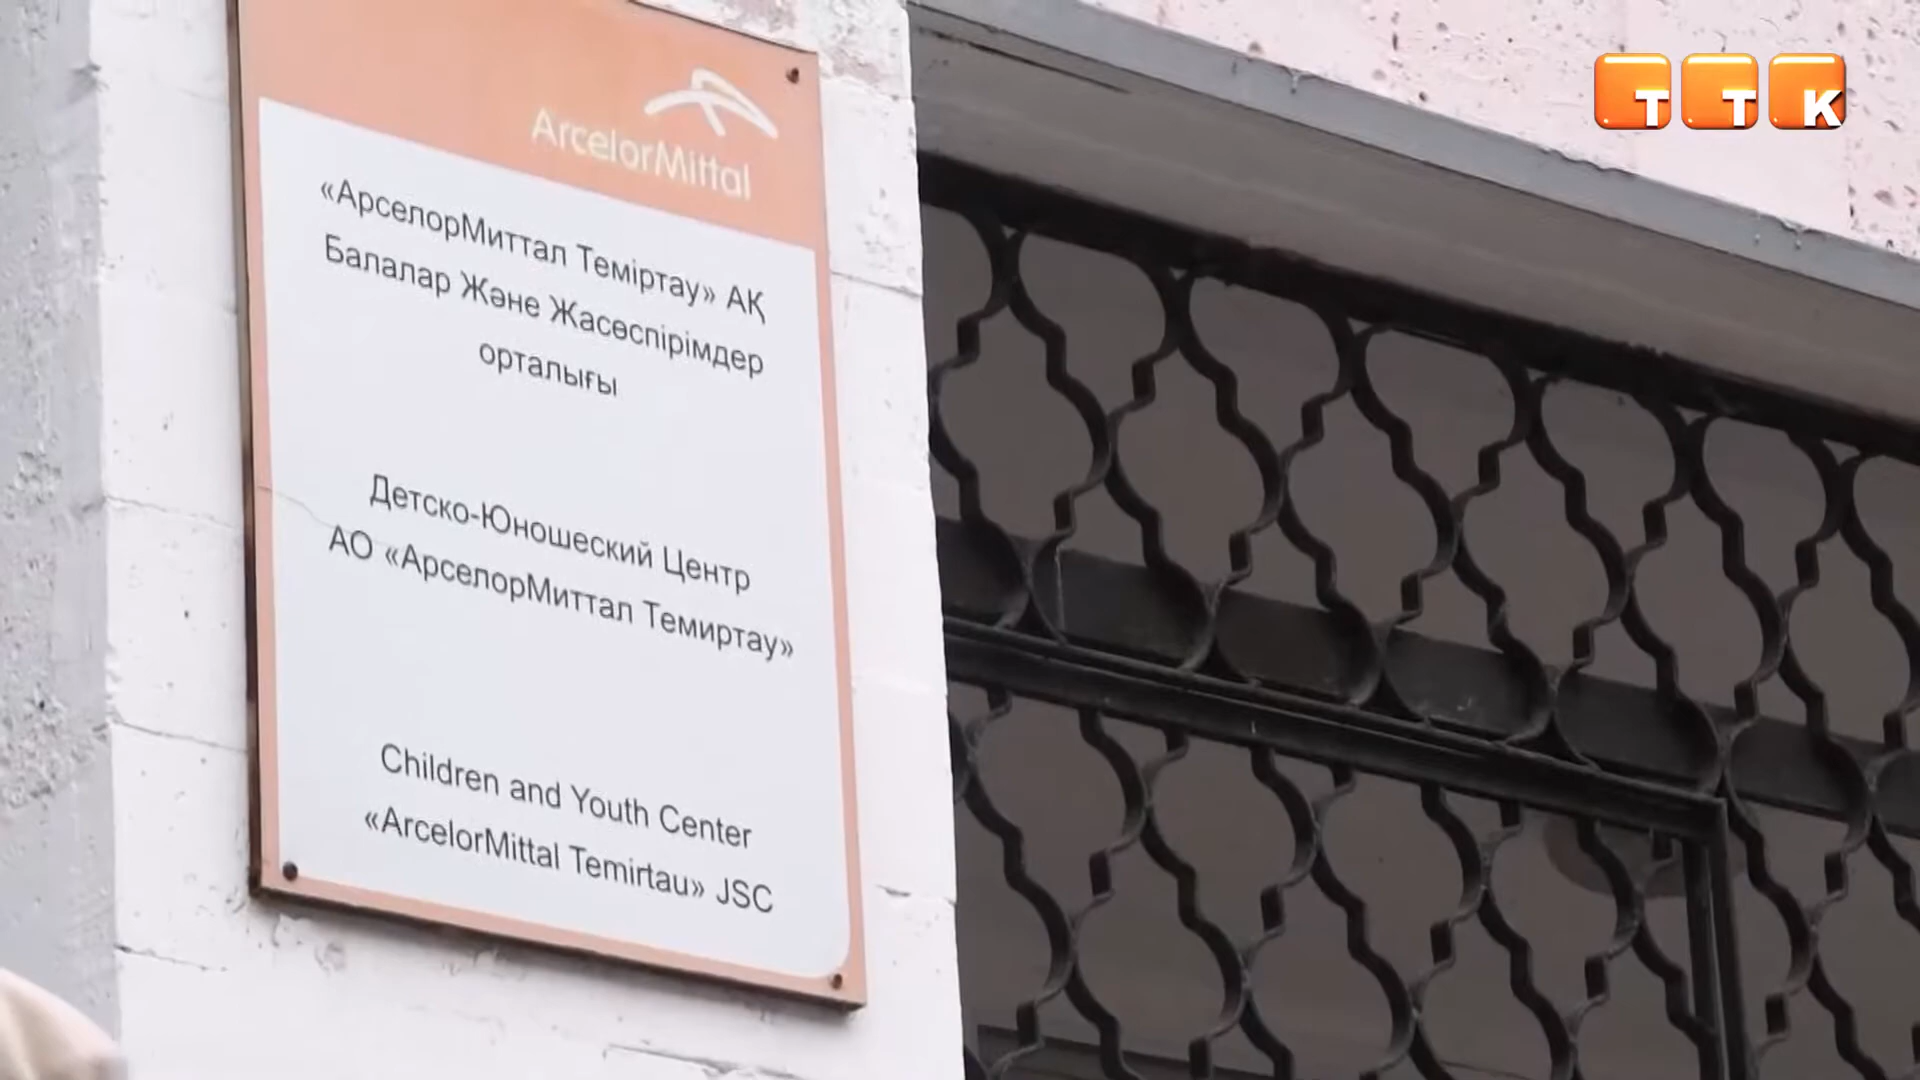 ArcelorMittal
«АрселорМиттал Теміртау» АҚ
Балалар Және Жасөспірімдер
орталығы
Детско-Юношеский Центр
АО «АрселорМиттал Темиртау»
Children and Youth Center
«ArcelorMittal Temirtau» JSC
ТТК